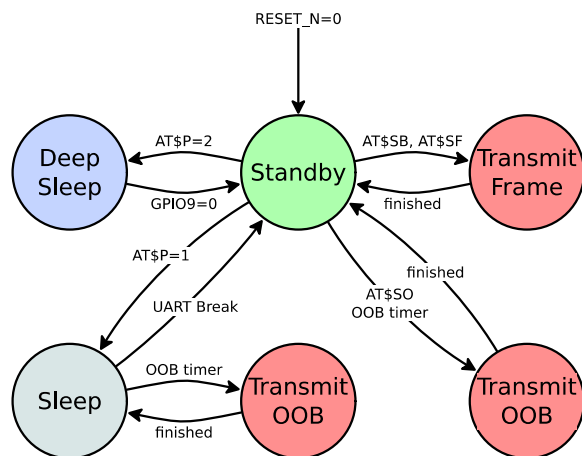 RESET_N=0
Deep
Sleep
AT$P=2
GPIO9=0
Standby
AT$SB, AT$SF
finished
Transmit
Frame
AT$P=1
UART Break
AT$SO
OOB timer
finished
Sleep
OOB timer
finished
Transmit
OOB
Transmit
OOB